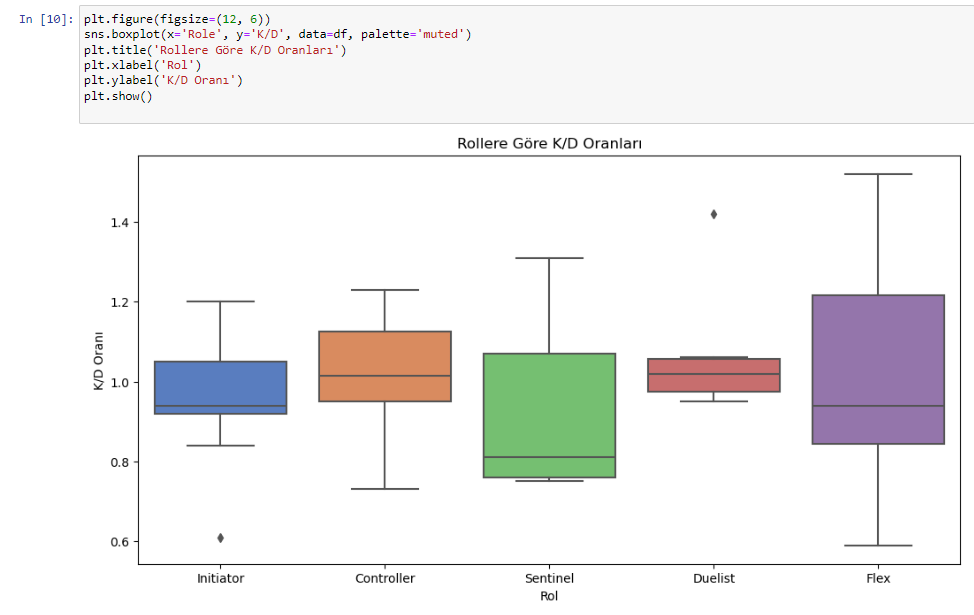 In [10]:
plt.figure(figsize=(12, 6))
sns.boxplot(x='Role', y='K/D', data=df, palette='muted')
plt.title('Rollere Göre K/D Oranları')
plt.xlabel('Rol')
plt.ylabel('K/D Oranı')
plt.show()
Rollere Göre K/D Oranları
K/D Oranı
1.4
1.2
1.0
0.8
0.6
Initiator Controller Sentinel Duelist Flex
Rol